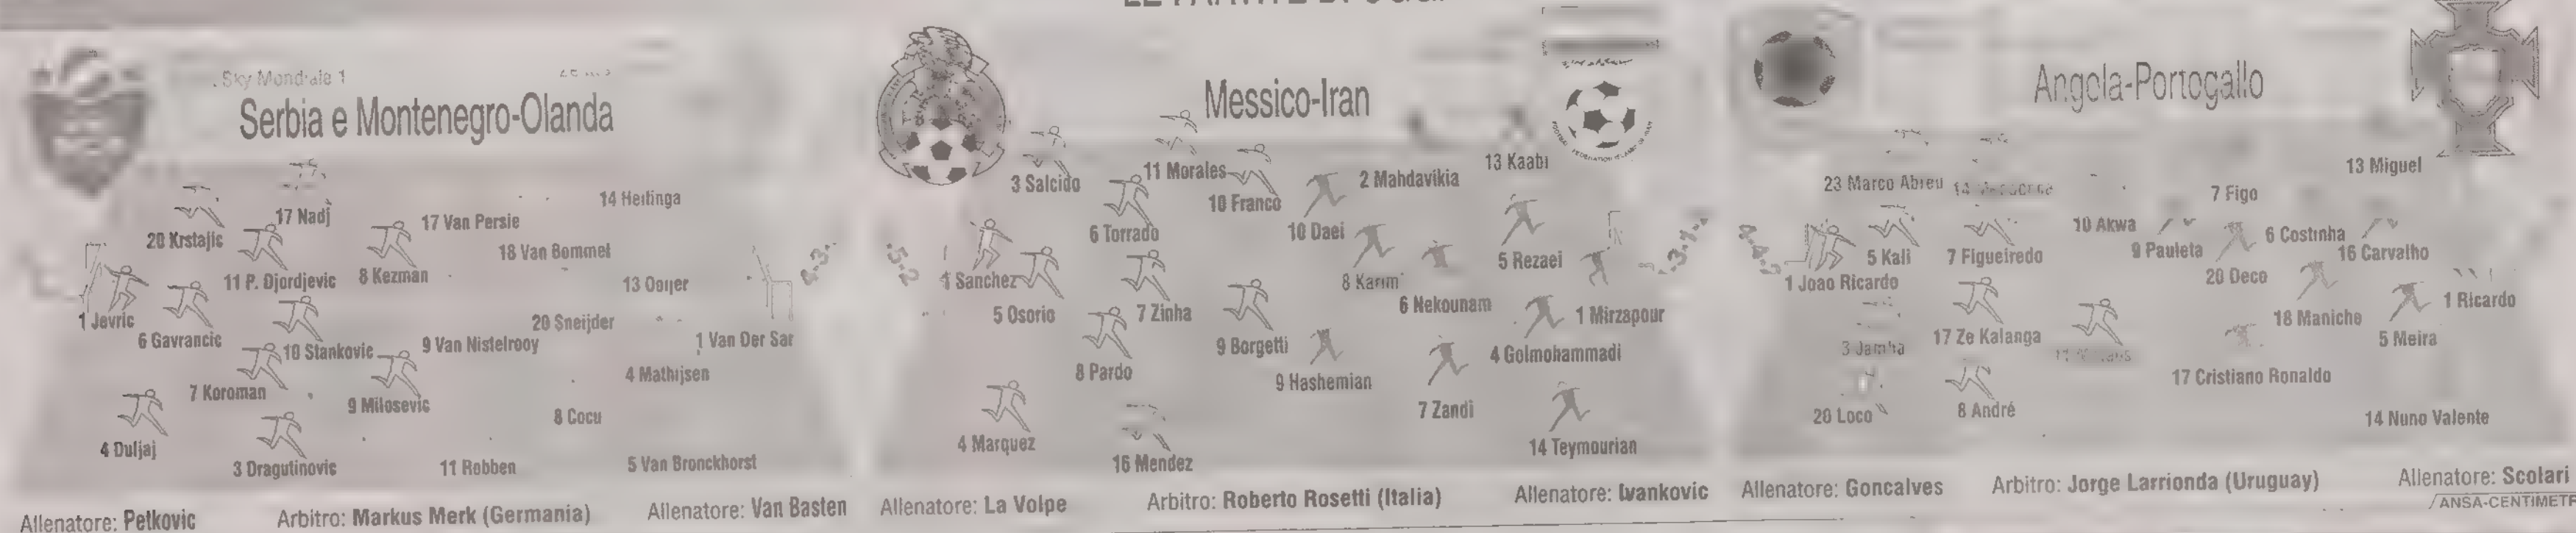 Sky Mondiale 1
Serbia e Montenegro-Olanda
14 Heitinga
17 Nadj
17 Van Persie
20 Krstajic
18 Van Bommel
11 P. Djordjevic
8 Kezman
13 Ooijer
1 Jevric
20 Sneijder
6 Gavrancic
10 Stankovic
9 Van Nistelrooy
1 Van Der Sar
4 Mathijsen
7 Koroman
9 Milosevic
8 Cocu
4 Duljaj
3 Dragutinovic
11 Robben
5 Van Bronckhorst
Allenatore: Petkovic
Arbitro: Markus Merk (Germania)
Allenatore: Van Basten
Messico-Iran
13 Kaabi
11 Morales
2 Mahdavikia
3 Salcido
10 Franco
6 Torrado
10 Daei
5 Rezaei
1 Sanchez
8 Karimi
6 Nekounam
5 Osorio
7 Zinha
1 Mirzapour
9 Borgetti
4 Golmohammadi
8 Pardo
9 Hashemian
7 Zandi
4 Marquez
14 Teymourian
16 Mendez
Allenatore: La Volpe
Arbitro: Roberto Rosetti (Italia)
Allenatore: Ivankovic
Angola-Portogallo
13 Miguel
23 Marco Abreu
7 Figo
10 Akwa
6 Costinha
5 Kali
7 Figueiredo
9 Pauleta
16 Carvalho
1 Joao Ricardo
20 Deco
1 Ricardo
18 Maniche
17 Ze Kalanga
5 Meira
3 Jamba
17 Cristiano Ronaldo
20 Loco
8 André
14 Nuno Valente
Allenatore: Goncalves
Arbitro: Jorge Larrionda (Uruguay)
Allenatore: Scolari
ANSA-CENTIMETR